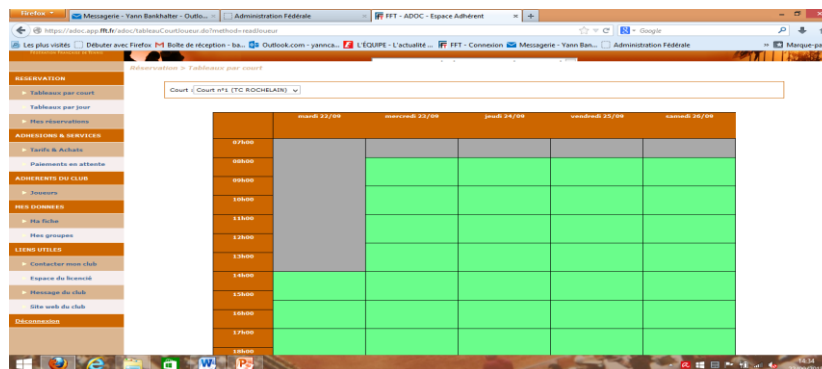 Firefox
Messagerie - Yann Bankhalter - Outlo...
Administration Fédérale
FFT - ADOC - Espace Adhérent
https://adoc.app.fft.fr/adoc/tableauCourtJoueur.do?method=readJoueur
Google
Les plus visités
Débuter avec Firefox
Boîte de réception - ba...
Outlook.com - yannca...
L'ÉQUIPE - L'actualité ...
FFT - Connexion
Messagerie - Yann Ban...
Administration Fédérale
Marque-pa
Réservation > Tableaux par court
RESERVATION
Tableaux par court
Tableaux par jour
Mes réservations
ADHESIONS & SERVICES
Tarifs & Achats
Paiements en attente
ADHERENTS DU CLUB
Joueurs
MES DONNEES
Ma fiche
Mes groupes
LIENS UTILES
Contacter mon club
Espace du licencié
Message du club
Site web du club
Déconnexion
Court : Court n°1 (TC ROCHELAIN)
mardi 22/09
mercredi 23/09
jeudi 24/09
vendredi 25/09
samedi 26/09
07h00
08h00
09h00
10h00
11h00
12h00
13h00
14h00
15h00
16h00
17h00
18h00
14:34